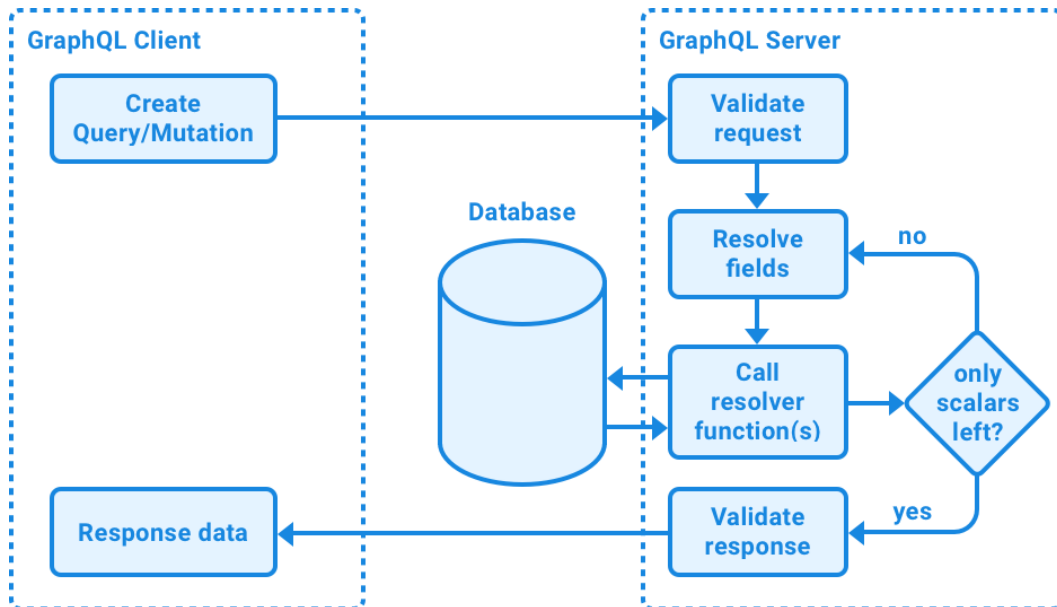 GraphQL Client
GraphQL Server
Create
Query/Mutation
Validate
request
Database
Resolve
fields
no
Call
resolver
function(s)
only
scalars
left?
Response data
Validate
response
yes